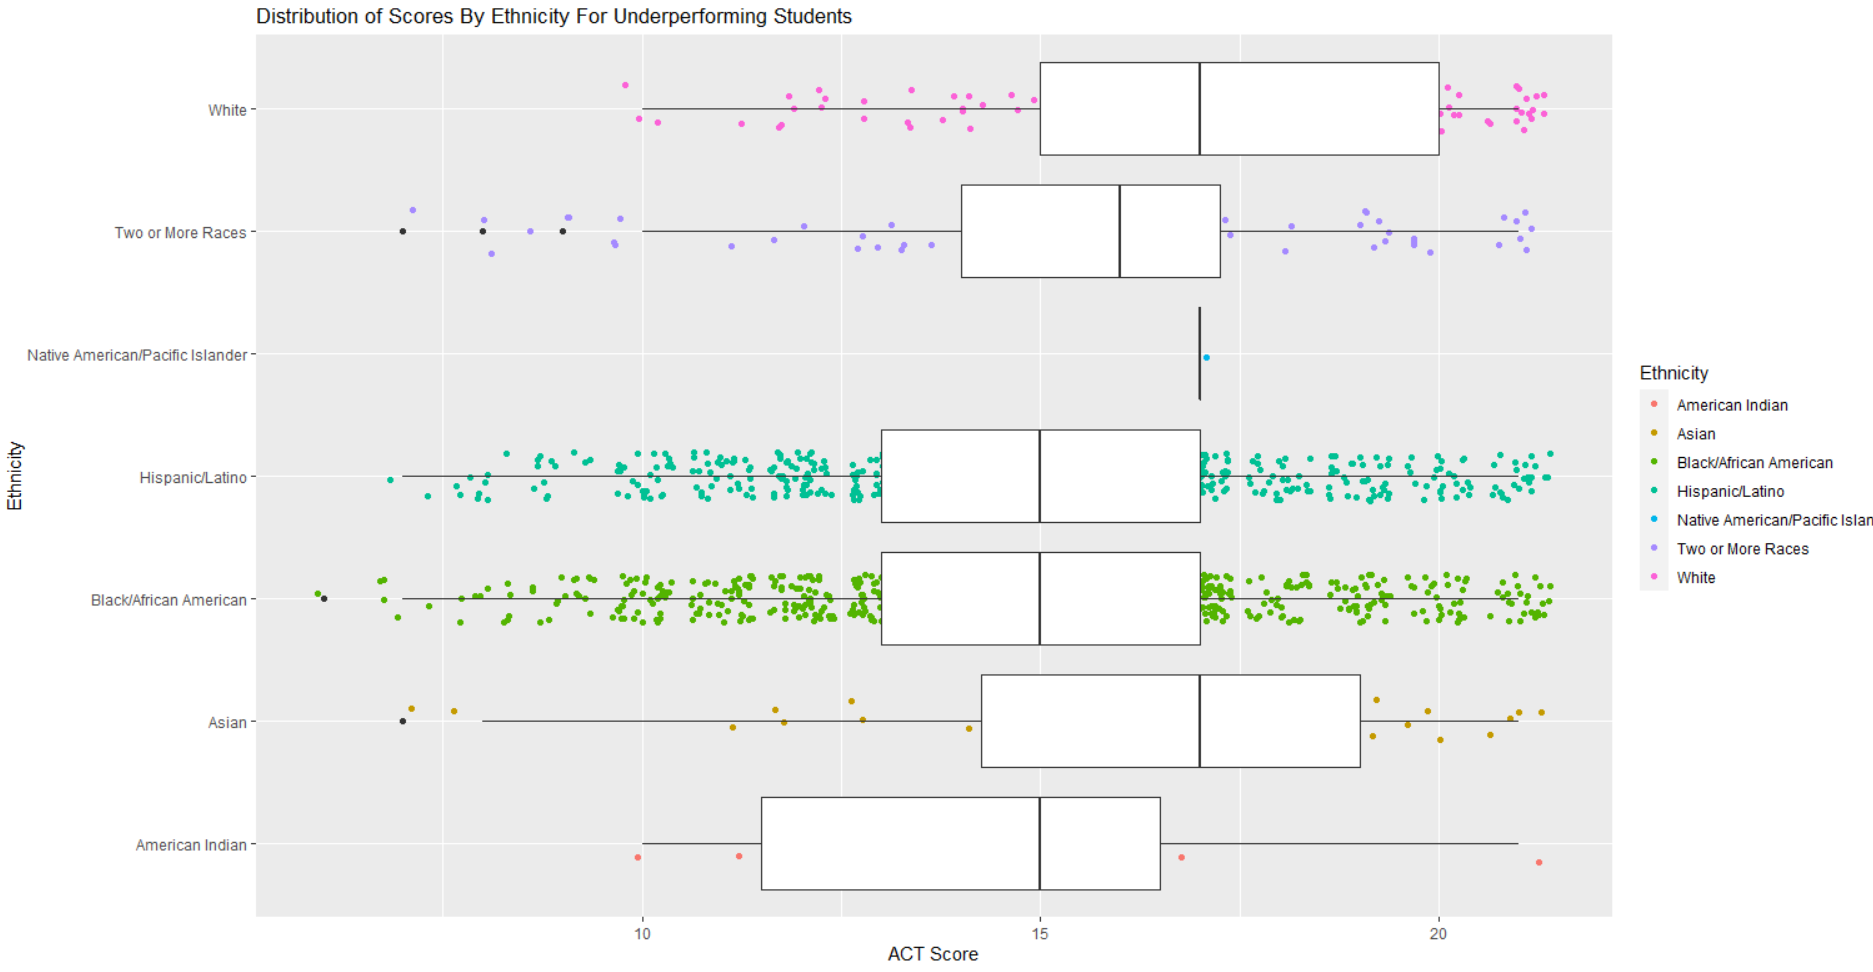 Distribution of Scores By Ethnicity For Underperforming Students
White
Two or More Races
Native American/Pacific Islander
Hispanic/Latino
Black/African American
Asian
American Indian
Ethnicity
10
15
20
ACT Score
Ethnicity
American Indian
Asian
Black/African American
Hispanic/Latino
Native American/Pacific Islan
Two or More Races
White